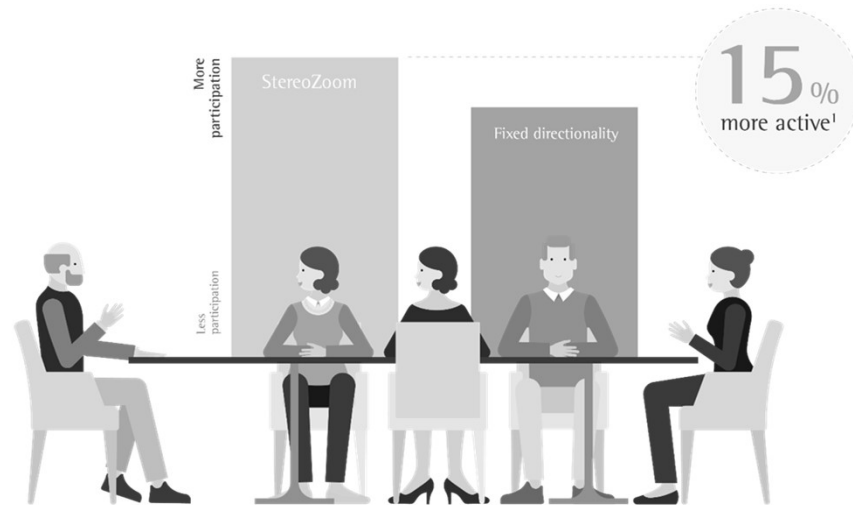 More
participation
StereoZoom
15%
more active¹
Fixed directionality
Less
participation